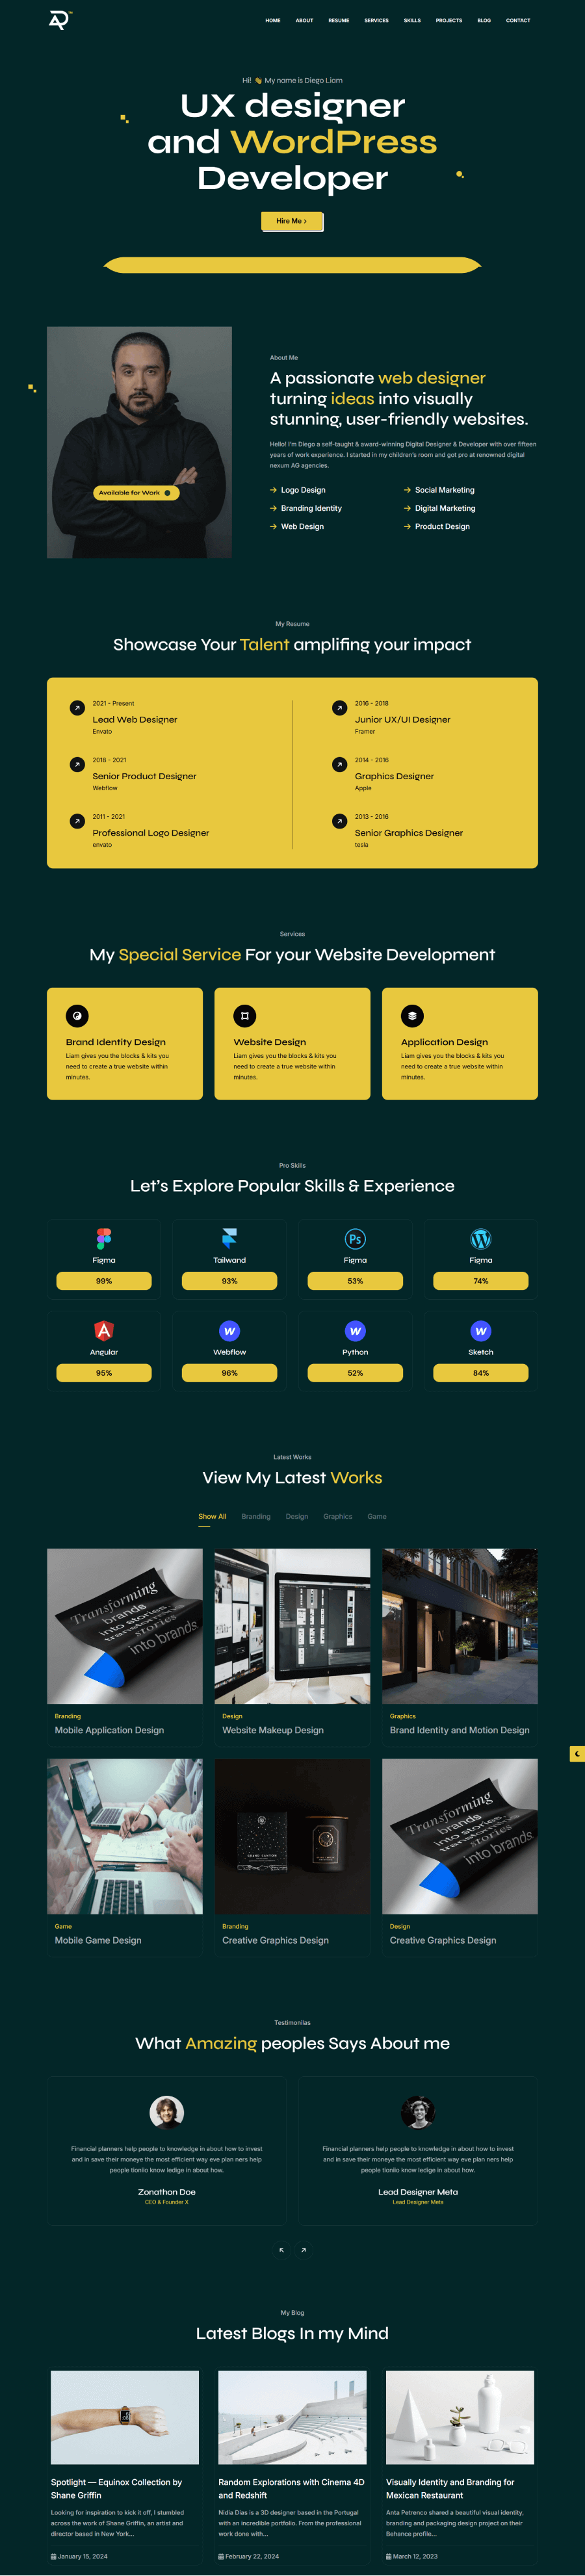 HOME ABOUT RESUME SERVICES SKILLS PROJECTS BLOG CONTACT
Hi! 👋 My name is Diego Liam
UX designer
and WordPress
Developer
Hire Me >
Available for Work
About Me
A passionate web designer
turning ideas into visually
stunning, user-friendly websites.
Hello! I'm Diego a self-taught & award-winning Digital Designer & Developer with over fifteen
years of work experience. I started in my children's room and got pro at renowned digital
nexum AG agencies.
Logo Design
Social Marketing
Branding Identity
Digital Marketing
Web Design
Product Design
My Resume
Showcase Your Talent amplifing your impact
2021 - Present
Lead Web Designer
Envato
2018 - 2021
Senior Product Designer
Webflow
2011 - 2021
Professional Logo Designer
envato
2016 - 2018
Junior UX/UI Designer
Framer
2014 - 2016
Graphics Designer
Apple
2013 - 2016
Senior Graphics Designer
tesla
Services
My Special Service For your Website Development
Brand Identity Design
Liam gives you the blocks & kits you
need to create a true website within
minutes.
Website Design
Liam gives you the blocks & kits you
need to create a true website within
minutes.
Application Design
Liam gives you the blocks & kits you
need to create a true website within
minutes.
Pro Skills
Let's Explore Popular Skills & Experience
Figma
99%
Tailwand
93%
Ps
Figma
53%
Figma
74%
Angular
95%
Webflow
96%
Python
52%
Sketch
84%
Latest Works
View My Latest Works
Show All Branding Design Graphics Game
Transforming
brands
into stories,
stories
into brands
Branding
Mobile Application Design
Design
Website Makeup Design
N
Graphics
Brand Identity and Motion Design
Game
Mobile Game Design
GRAND CANYON
Branding
Creative Graphics Design
Transforming
brands
into stories,
stories
into brands
Design
Creative Graphics Design
Testimonilas
What Amazing peoples Says About me
Financial planners help people to knowledge in about how to invest
and in save their moneye the most efficient way eve plan ners help
people tioniio know ledige in about how.
Zonathon Doe
CEO & Founder X
Financial planners help people to knowledge in about how to invest
and in save their moneye the most efficient way eve plan ners help
people tioniio know ledige in about how.
Lead Designer Meta
Lead Designer Meta
My Blog
Latest Blogs In my Mind
Spotlight — Equinox Collection by
Shane Griffin
Looking for inspiration to kick it off, I stumbled
across the work of Shane Griffin, an artist and
director based in New York...
January 15, 2024
Random Explorations with Cinema 4D
and Redshift
Nidia Dias is a 3D designer based in the Portugal
with an incredible portfolio. From the professional
work done with...
February 22, 2024
Visually Identity and Branding for
Mexican Restaurant
Anta Petrenco shared a beautiful visual identity,
branding and packaging design project on their
Behance profile...
March 12, 2023